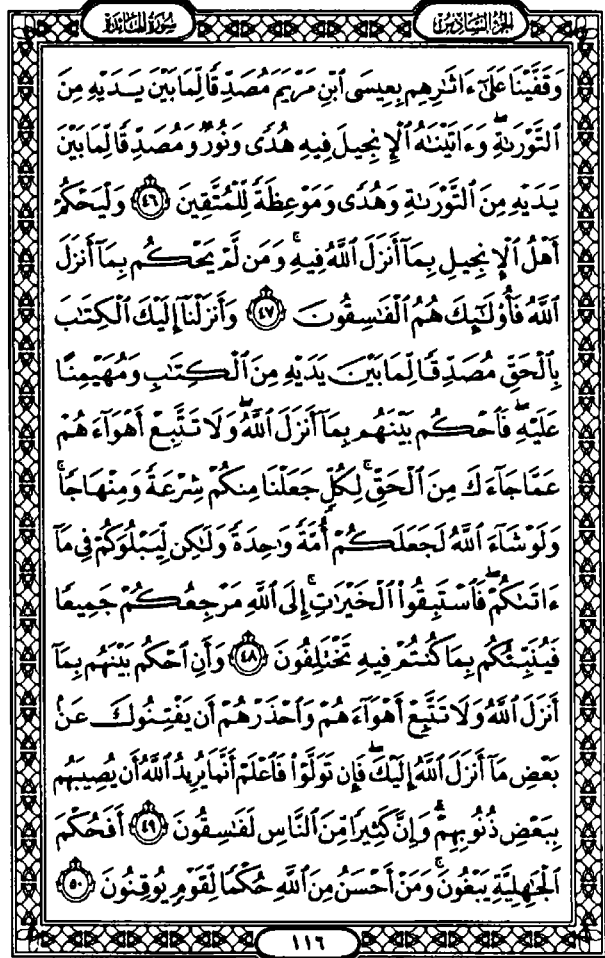 الجزء السادس
سورة المائدة
وَقَفَّيْنَا عَلَىٰٓ ءَاثَٰرِهِم بِعِيسَى ٱبْنِ مَرْيَمَ مُصَدِّقًا لِّمَا بَيْنَ يَدَيْهِ مِنَ
ٱلتَّوْرَىٰةِ ۖ وَءَاتَيْنَٰهُ ٱلْإِنجِيلَ فِيهِ هُدًى وَنُورٌ وَمُصَدِّقًا لِّمَا بَيْنَ
يَدَيْهِ مِنَ ٱلتَّوْرَىٰةِ وَهُدًى وَمَوْعِظَةً لِّلْمُتَّقِينَ ٤٦ وَلْيَحْكُمْ
أَهْلُ ٱلْإِنجِيلِ بِمَآ أَنزَلَ ٱللَّهُ فِيهِ ۚ وَمَن لَّمْ يَحْكُم بِمَآ أَنزَلَ
ٱللَّهُ فَأُو۟لَٰٓئِكَ هُمُ ٱلْفَٰسِقُونَ ٤٧ وَأَنزَلْنَآ إِلَيْكَ ٱلْكِتَٰبَ
بِٱلْحَقِّ مُصَدِّقًا لِّمَا بَيْنَ يَدَيْهِ مِنَ ٱلْكِتَٰبِ وَمُهَيْمِنًا
عَلَيْهِ ۖ فَٱحْكُم بَيْنَهُم بِمَآ أَنزَلَ ٱللَّهُ ۖ وَلَا تَتَّبِعْ أَهْوَآءَهُمْ
عَمَّا جَآءَكَ مِنَ ٱلْحَقِّ ۚ لِكُلٍّ جَعَلْنَا مِنكُمْ شِرْعَةً وَمِنْهَاجًا ۚ
وَلَوْ شَآءَ ٱللَّهُ لَجَعَلَكُمْ أُمَّةً وَٰحِدَةً وَلَٰكِن لِّيَبْلُوَكُمْ فِى مَآ
ءَاتَىٰكُمْ ۖ فَٱسْتَبِقُوا۟ ٱلْخَيْرَٰتِ ۚ إِلَى ٱللَّهِ مَرْجِعُكُمْ جَمِيعًا
فَيُنَبِّئُكُم بِمَا كُنتُمْ فِيهِ تَخْتَلِفُونَ ٤٨ وَأَنِ ٱحْكُم بَيْنَهُم بِمَآ
أَنزَلَ ٱللَّهُ وَلَا تَتَّبِعْ أَهْوَآءَهُمْ وَٱحْذَرْهُمْ أَن يَفْتِنُوكَ عَنۢ
بَعْضِ مَآ أَنزَلَ ٱللَّهُ إِلَيْكَ ۖ فَإِن تَوَلَّوْا۟ فَٱعْلَمْ أَنَّمَا يُرِيدُ ٱللَّهُ أَن يُصِيبَهُم
بِبَعْضِ ذُنُوبِهِمْ ۗ وَإِنَّ كَثِيرًا مِّنَ ٱلنَّاسِ لَفَٰسِقُونَ ٤٩ أَفَحُكْمَ
ٱلْجَٰهِلِيَّةِ يَبْغُونَ ۚ وَمَنْ أَحْسَنُ مِنَ ٱللَّهِ حُكْمًا لِّقَوْمٍ يُوقِنُونَ ٥٠
١١٦